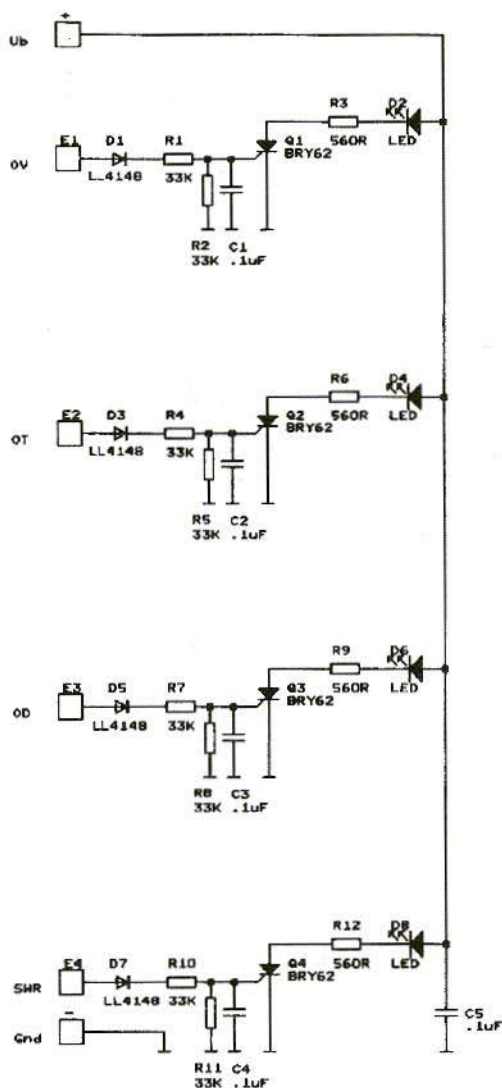 +
Ub
R3 D2
E1 D1 R1 Q1 560R LED
OV BRY62
LL4148 33K
R2 C1
33K .1uF
R6 D4
E2 D3 R4 Q2 560R LED
OT BRY62
LL4148 33K
R5 C2
33K .1uF
R9 D6
E3 D5 R7 Q3 560R LED
OD BRY62
LL4148 33K
R8 C3
33K .1uF
R12 D8
E4 D7 R10 Q4 560R LED
SWR BRY62
LL4148 33K
- C5
Gnd .1uF
R11 C4
33K .1uF